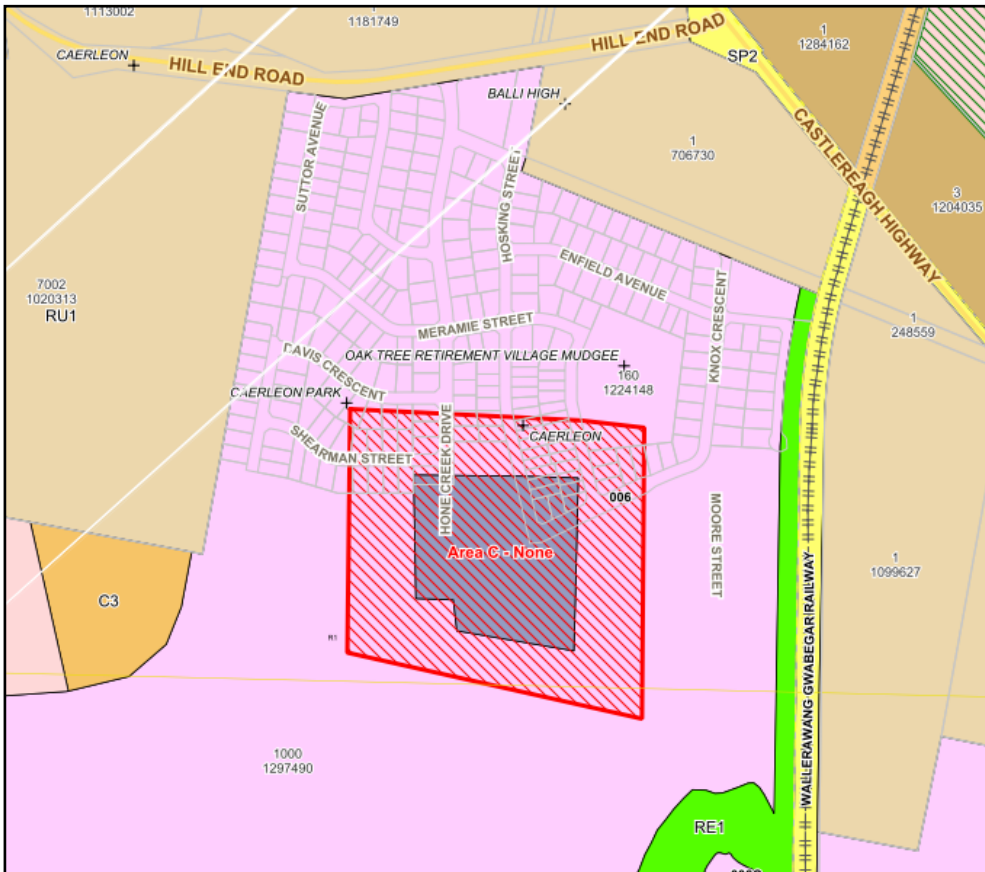 1113002
1
1181749
1
1284162
SP2
CAERLEON
HILL END ROAD
HILL END ROAD
BALLI HIGH
CASTLEREAGH HIGHWAY
SUTTOR AVENUE
HOSKING STREET
1
706730
3
1204035
ENFIELD AVENUE
KNOX CRESCENT
7002
1020313
RU1
1
248559
MERAMIE STREET
DAVIS CRESCENT
OAK TREE RETIREMENT VILLAGE MUDGEE
160
1224148
CAERLEON PARK
CAERLEON
SHEARMAN STREET
HONE CREEK DRIVE
006
MOORE STREET
Area C - None
WALLERAWANG GWABEGAR RAILWAY
1
1099627
C3
R1
1000
1297490
RE1